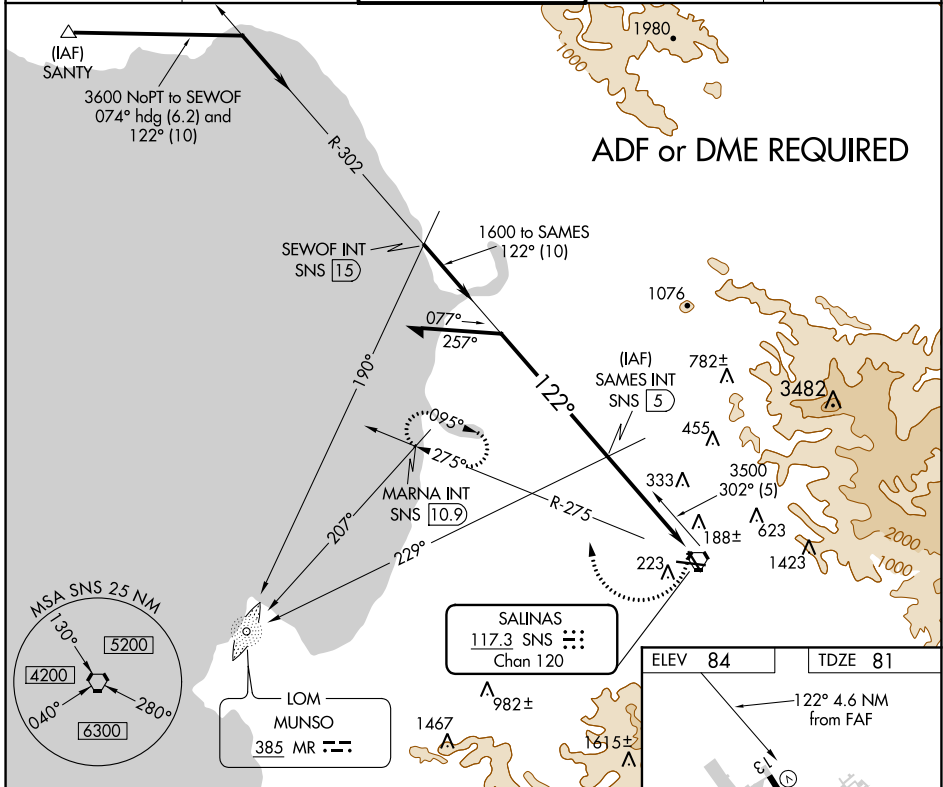 (IAF)
SANTY
3600 NoPT to SEWOF
074° hdg (6.2) and
122° (10)
1980
1000
ADF or DME REQUIRED
R-302
SEWOF INT
SNS 15
1600 to SAMES
122° (10)
1076
077°
257°
190°
122°
(IAF)
SAMES INT
SNS 5
782±
3482
455
095°
275°
MARNA INT
SNS 10.9
207°
229°
R-275
333
3500
302° (5)
188±
623
1423
2000
1000
223
MSA SNS 25 NM
130°
5200
4200
040°
280°
6300
SALINAS
117.3 SNS
Chan 120
LOM
MUNSO
385 MR
982±
1467
1615±
ELEV 84
TDZE 81
122° 4.6 NM
from FAF
13
V